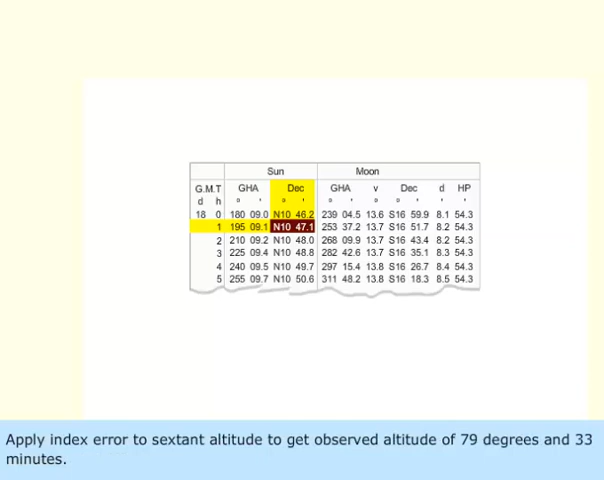 Sun Moon
G.M.T GHA Dec GHA v Dec d HP
d h ° ' ° ' ° ' ' ° ' ' '
18 0 180 09.0 N10 46.2 239 04.5 13.6 S16 59.9 8.1 54.3
1 195 09.1 N10 47.1 253 37.2 13.7 S16 51.7 8.2 54.3
2 210 09.2 N10 48.0 268 09.9 13.7 S16 43.4 8.2 54.3
3 225 09.4 N10 48.8 282 42.6 13.7 S16 35.1 8.3 54.3
4 240 09.5 N10 49.7 297 15.4 13.8 S16 26.7 8.4 54.3
5 255 09.7 N10 50.6 311 48.2 13.8 S16 18.3 8.5 54.3
Apply index error to sextant altitude to get observed altitude of 79 degrees and 33
minutes.